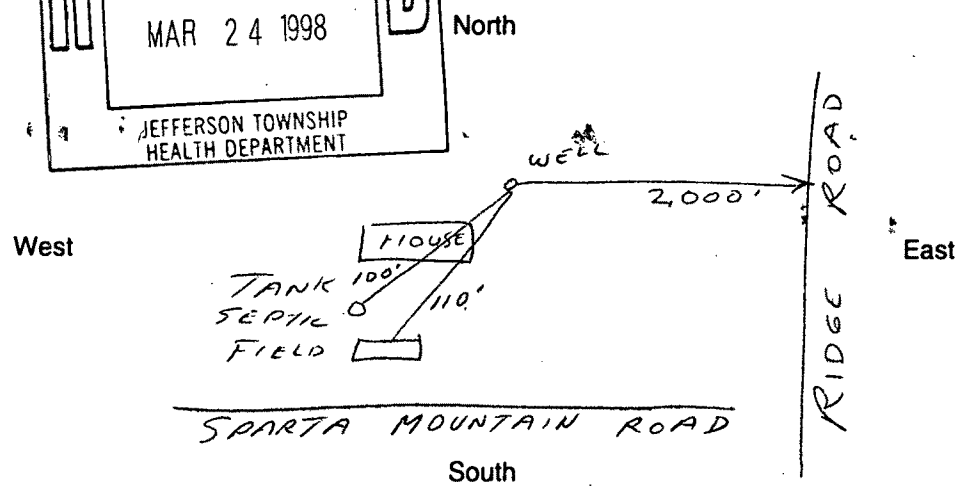 MAR 24 1998
North
JEFFERSON TOWNSHIP
HEALTH DEPARTMENT
WELL
2,000'
RIDGE ROAD
West
HOUSE
East
TANK 100'
110'
SEPTIC
FIELD
SPARTA MOUNTAIN ROAD
South